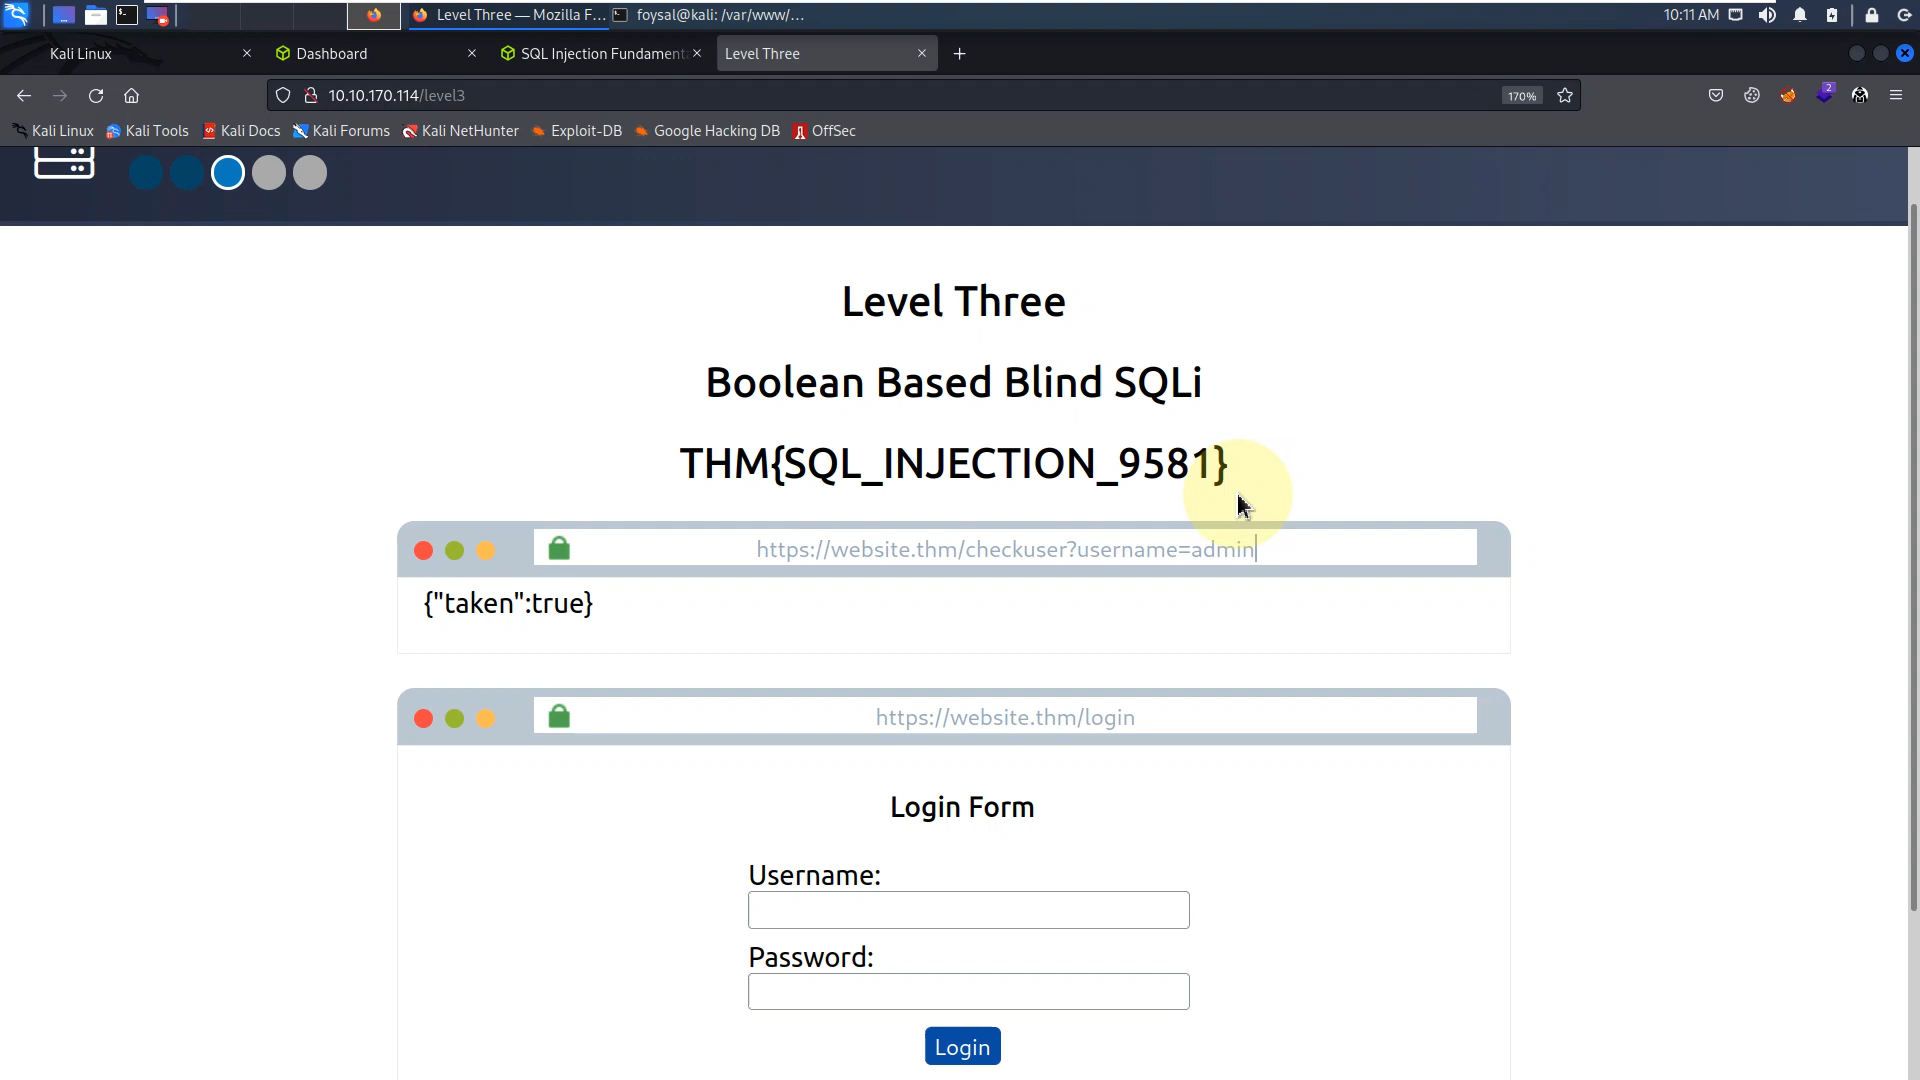 Level Three — Mozilla F...
foysal@kali: /var/www/...
10:11 AM
Kali Linux
Dashboard
SQL Injection Fundament
Level Three
10.10.170.114/level3
170%
2
Kali Linux
Kali Tools
Kali Docs
Kali Forums
Kali NetHunter
Exploit-DB
Google Hacking DB
OffSec
Level Three
Boolean Based Blind SQLi
THM{SQL_INJECTION_9581}
https://website.thm/checkuser?username=admin
{"taken":true}
https://website.thm/login
Login Form
Username:
Password:
Login